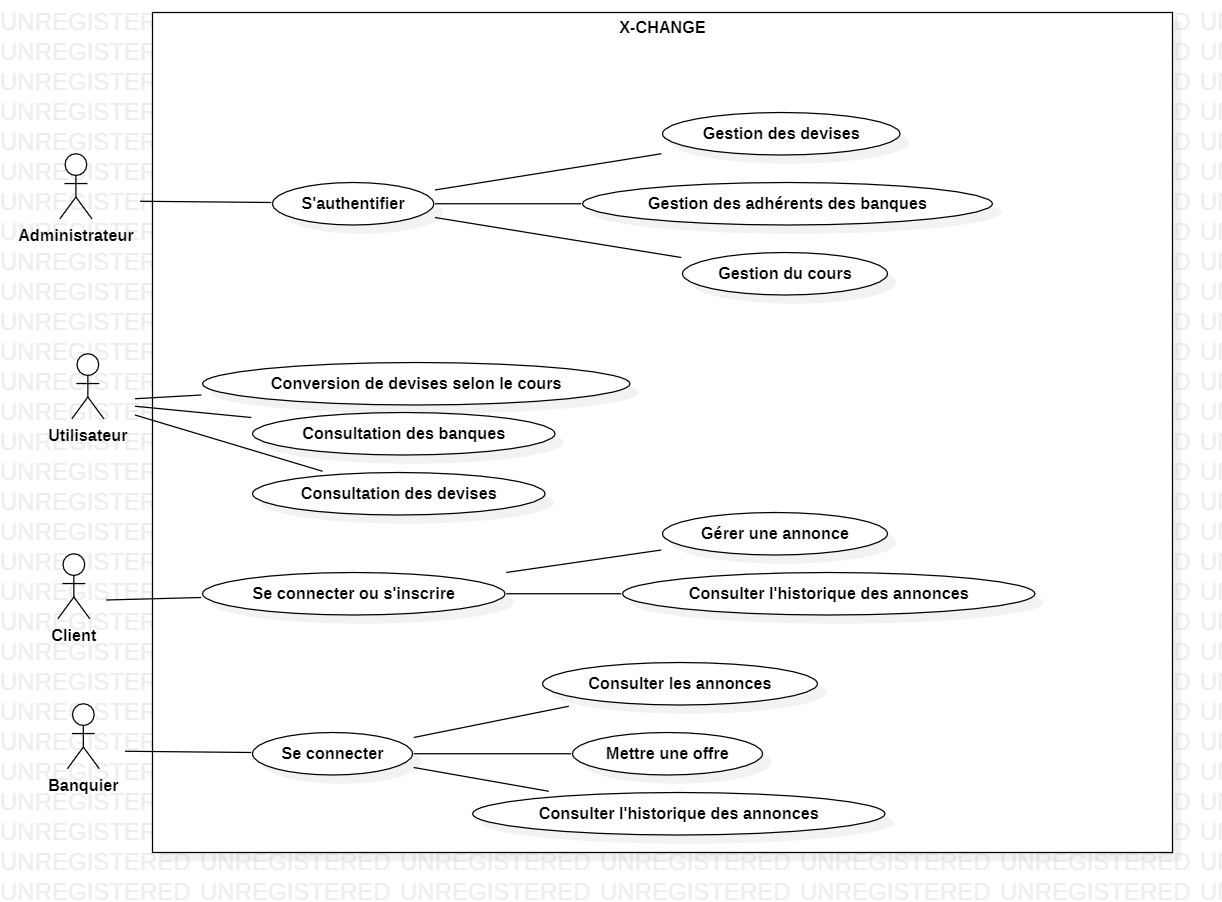 X-CHANGE
Gestion des devises
S'authentifier
Gestion des adhérents des banques
Administrateur
Gestion du cours
Conversion de devises selon le cours
Utilisateur
Consultation des banques
Consultation des devises
Gérer une annonce
Se connecter ou s'inscrire
Consulter l'historique des annonces
Client
Consulter les annonces
Se connecter
Mettre une offre
Banquier
Consulter l'historique des annonces
UNREGISTERED UNREGISTERED UNREGISTERED UNREGISTERED UNREGISTERED UNREGISTERED
UNREGISTERED UNREGISTERED UNREGISTERED UNREGISTERED UNREGISTERED UNREGISTERED